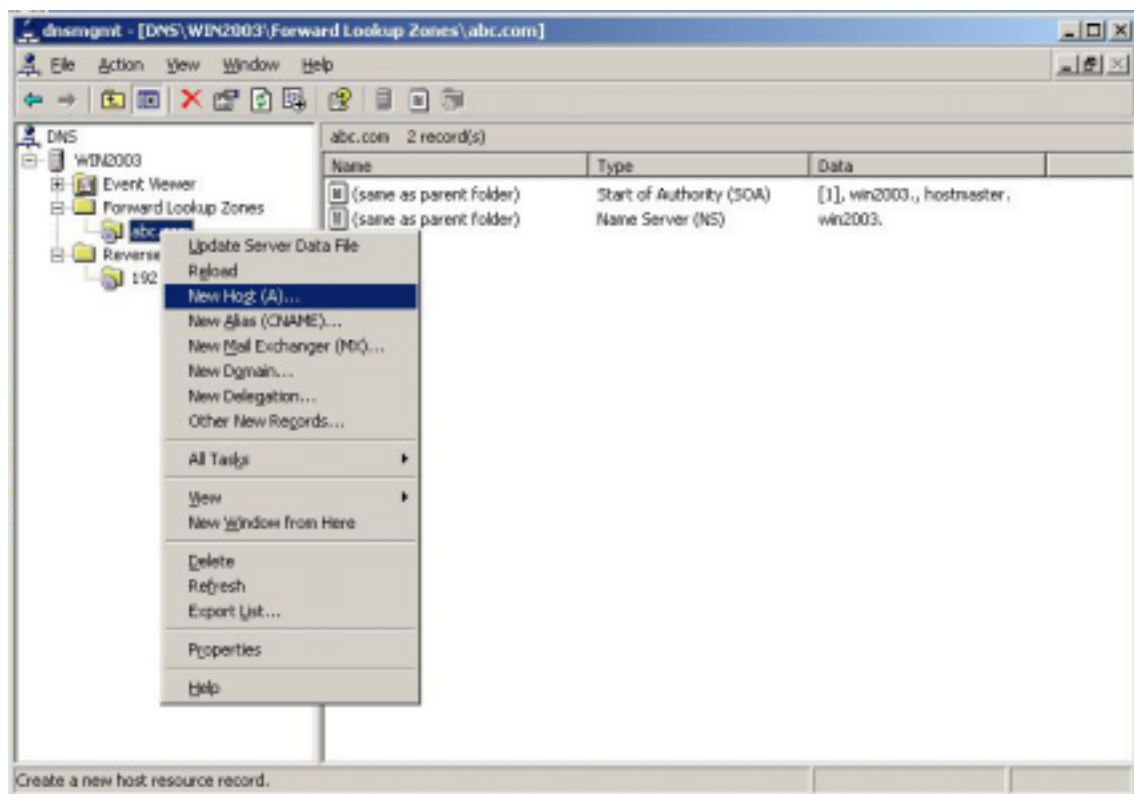 dnsmgmt - [DNS\WIN2003\Forward Lookup Zones\abc.com]
File Action View Window Help
DNS
WIN2003
Event Viewer
Forward Lookup Zones
abc.com
Reverse
192
abc.com 2 record(s)
Name Type Data
(same as parent folder) Start of Authority (SOA) [1], win2003., hostmaster.
(same as parent folder) Name Server (NS) win2003.
Update Server Data File
Reload
New Host (A)...
New Alias (CNAME)...
New Mail Exchanger (MX)...
New Domain...
New Delegation...
Other New Records...
All Tasks
View
New Window from Here
Delete
Refresh
Export List...
Properties
Help
Create a new host resource record.